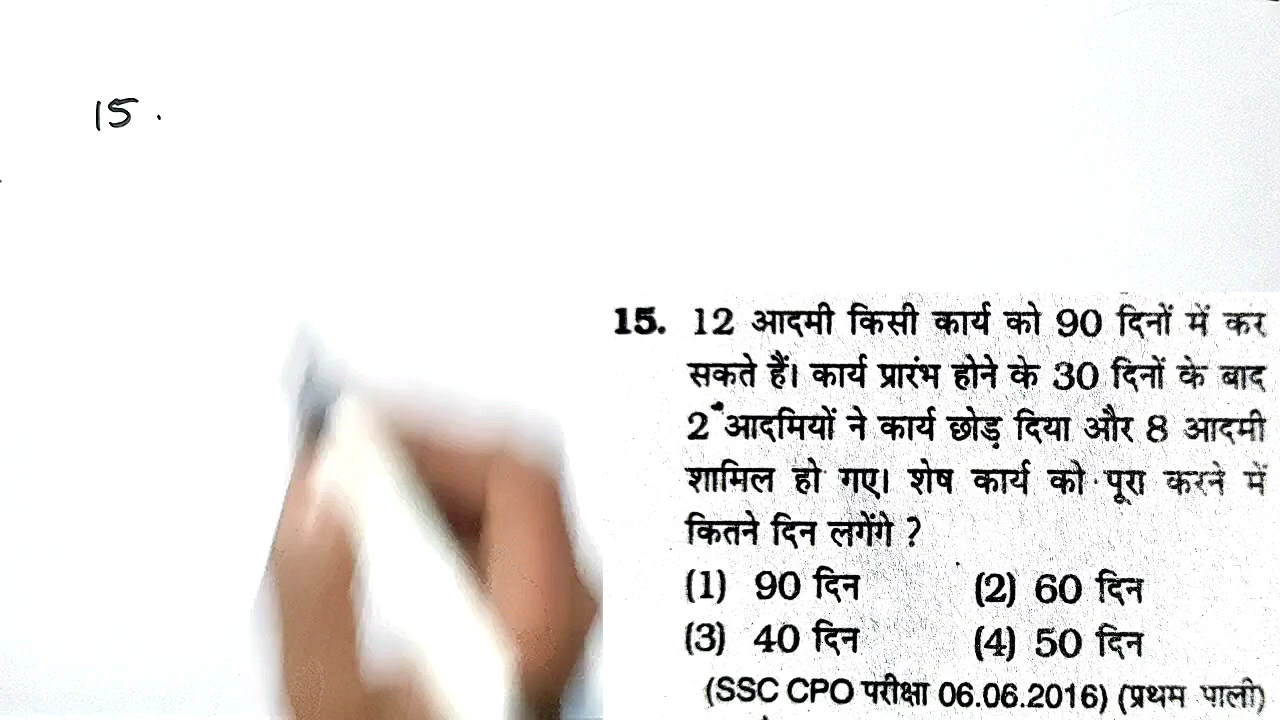 15.
15. 12 आदमी किसी कार्य को 90 दिनों में कर
सकते हैं। कार्य प्रारंभ होने के 30 दिनों के बाद
2 आदमियों ने कार्य छोड़ दिया और 8 आदमी
शामिल हो गए। शेष कार्य को पूरा करने में
कितने दिन लगेंगे ?
(1) 90 दिन (2) 60 दिन
(3) 40 दिन (4) 50 दिन
(SSC CPO परीक्षा 06.06.2016) (प्रथम पाली)